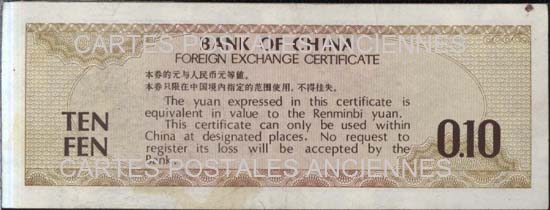 CARTES POSTALES ANCIENNES
BANK OF CHINA
FOREIGN EXCHANGE CERTIFICATE
本券的元与人民币元等值。
本券只限在中国境内指定的范围使用,不得挂失。
The yuan expressed in this certificate is
equivalent in value to the Renminbi yuan.
This certificate can only be used within
China at designated places. No request to
register its loss will be accepted by the
Bank.
TEN
FEN
0.10
CARTES POSTALES ANCIENNES